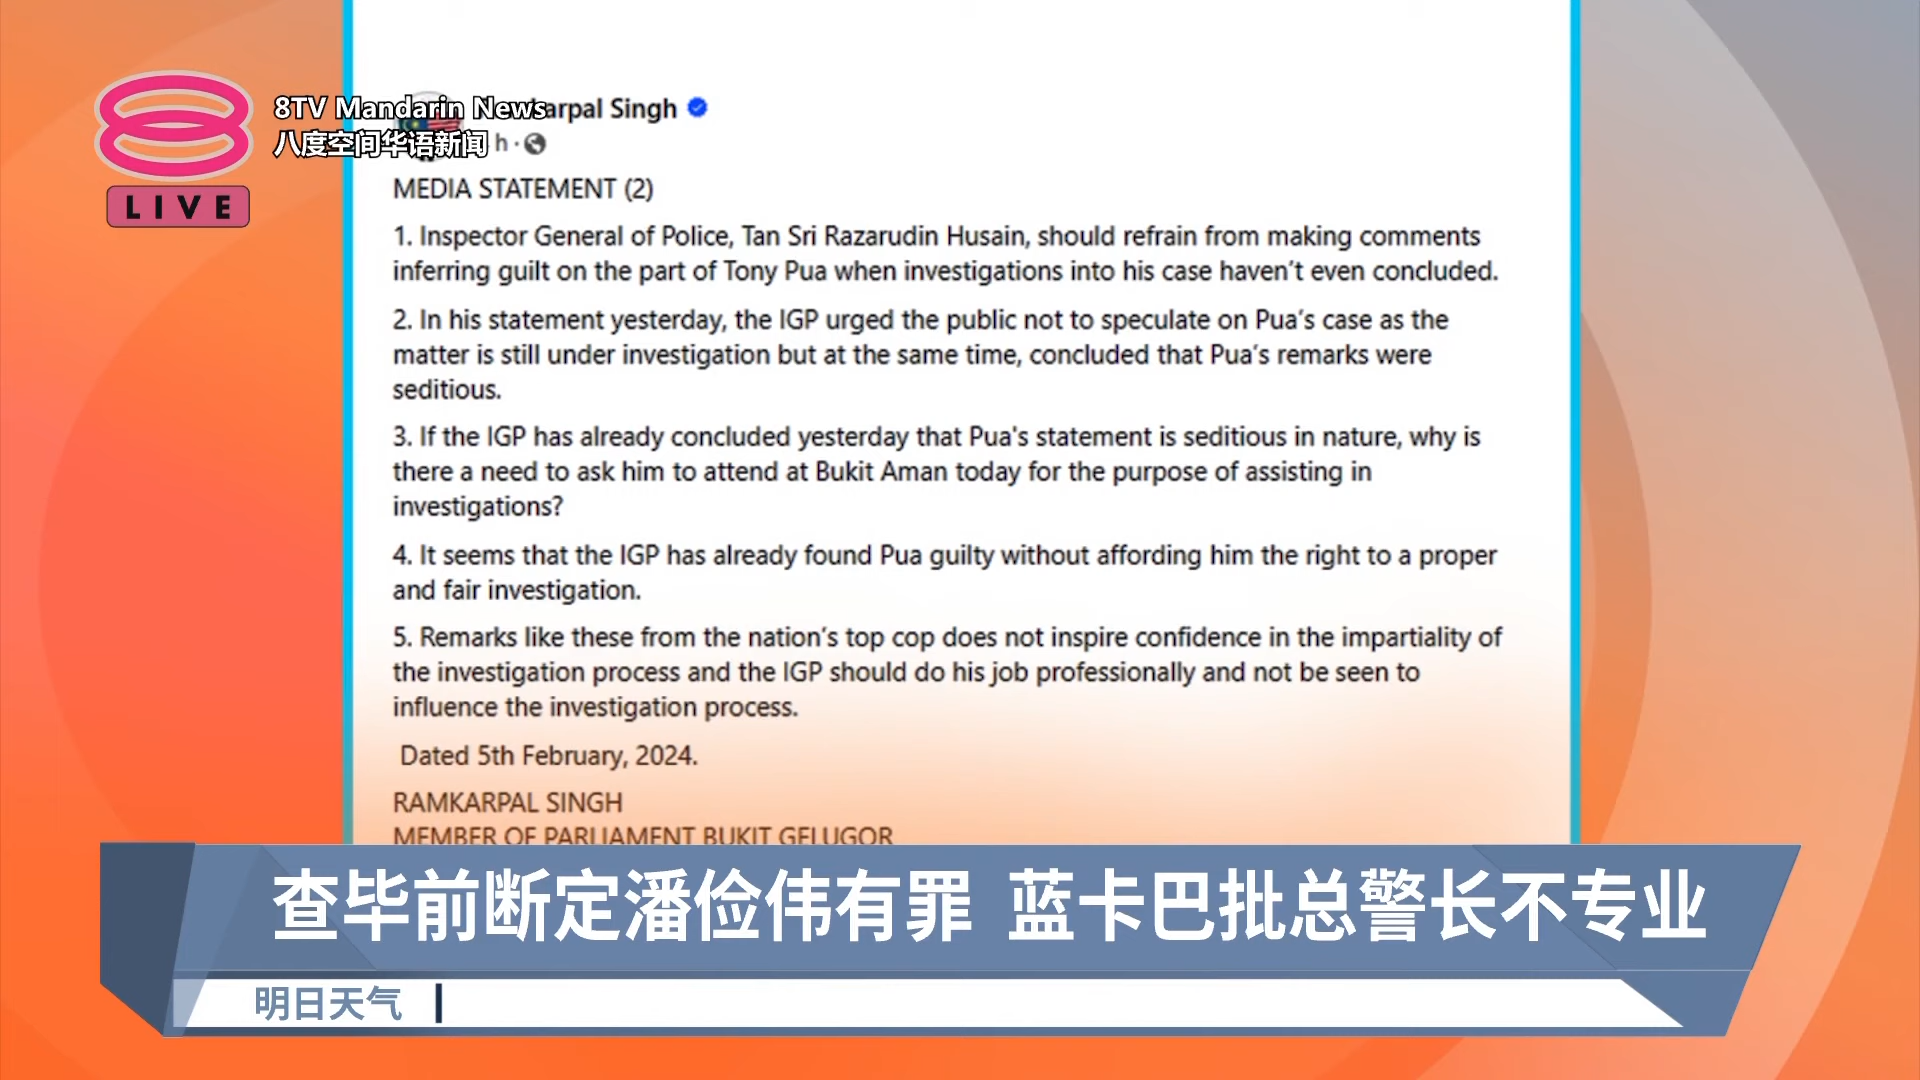 8TV Mandarin News
八度空间华语新闻
LIVE
karpal Singh
h ·
MEDIA STATEMENT (2)
1. Inspector General of Police, Tan Sri Razarudin Husain, should refrain from making comments
inferring guilt on the part of Tony Pua when investigations into his case haven't even concluded.
2. In his statement yesterday, the IGP urged the public not to speculate on Pua's case as the
matter is still under investigation but at the same time, concluded that Pua's remarks were
seditious.
3. If the IGP has already concluded yesterday that Pua's statement is seditious in nature, why is
there a need to ask him to attend at Bukit Aman today for the purpose of assisting in
investigations?
4. It seems that the IGP has already found Pua guilty without affording him the right to a proper
and fair investigation.
5. Remarks like these from the nation's top cop does not inspire confidence in the impartiality of
the investigation process and the IGP should do his job professionally and not be seen to
influence the investigation process.
Dated 5th February, 2024.
RAMKARPAL SINGH
MEMBER OF PARLIAMENT BUKIT GELUGOR
查毕前断定潘俭伟有罪 蓝卡巴批总警长不专业
明日天气